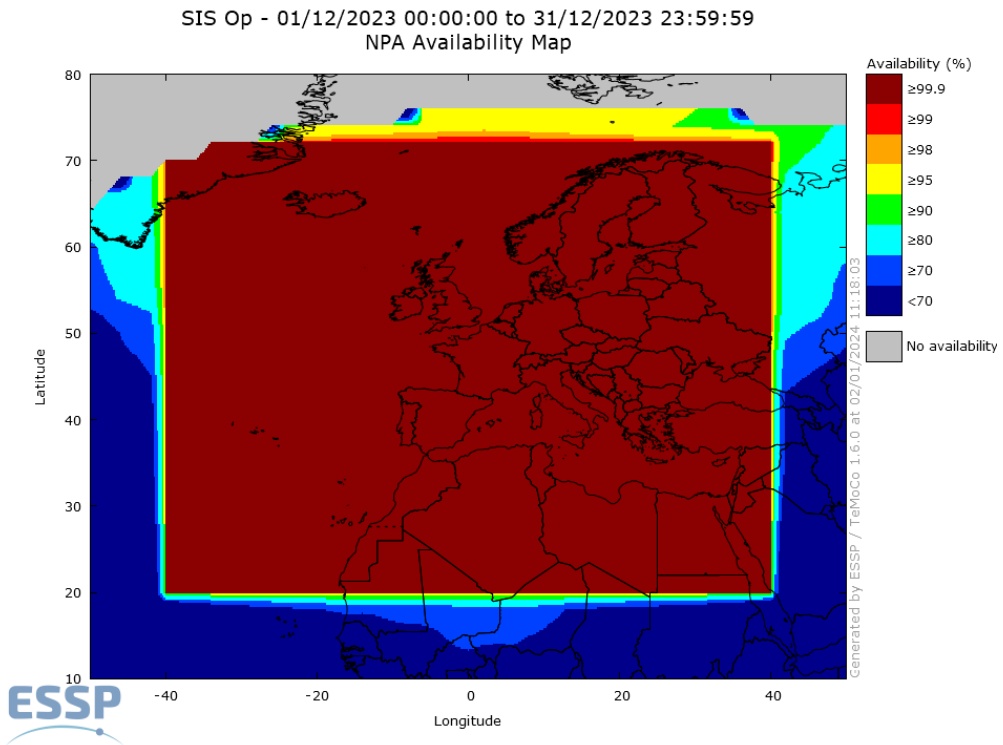 SIS Op - 01/12/2023 00:00:00 to 31/12/2023 23:59:59
NPA Availability Map
Availability (%)
≥99.9
≥99
≥98
≥95
≥90
≥80
≥70
<70
No availability
80
70
60
50
40
30
20
10
Latitude
-40
-20
0
20
40
Longitude
Generated by ESSP / TeMoCo 1.6.0 at 02/01/2024 11:18:03
ESSP